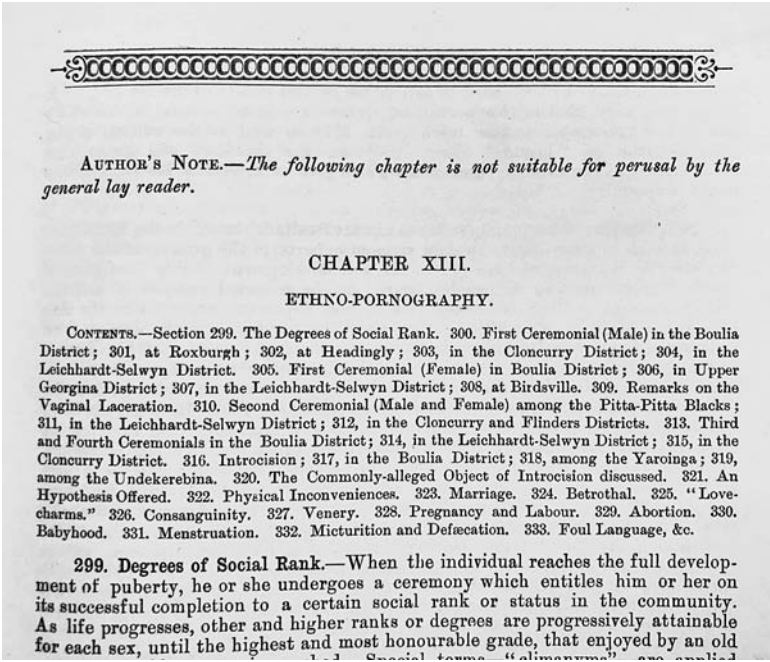 AUTHOR'S NOTE.—The following chapter is not suitable for perusal by the
general lay reader.
CHAPTER XIII.
ETHNO-PORNOGRAPHY.
CONTENTS.—Section 299. The Degrees of Social Rank. 300. First Ceremonial (Male) in the Boulia
District; 301, at Roxburgh; 302, at Headingly; 303, in the Cloncurry District; 304, in the
Leichhardt-Selwyn District. 305. First Ceremonial (Female) in Boulia District; 306, in Upper
Georgina District; 307, in the Leichhardt-Selwyn District; 308, at Birdsville. 309. Remarks on the
Vaginal Laceration. 310. Second Ceremonial (Male and Female) among the Pitta-Pitta Blacks;
311, in the Leichhardt-Selwyn District; 312, in the Cloncurry and Flinders Districts. 313. Third
and Fourth Ceremonials in the Boulia District; 314, in the Leichhardt-Selwyn District; 315, in the
Cloncurry District. 316. Introcision; 317, in the Boulia District; 318, among the Yaroinga; 319,
among the Undekerebina. 320. The Commonly-alleged Object of Introcision discussed. 321. An
Hypothesis Offered. 322. Physical Inconveniences. 323. Marriage. 324. Betrothal. 325. "Love-
charms." 326. Consanguinity. 327. Venery. 328. Pregnancy and Labour. 329. Abortion. 330.
Babyhood. 331. Menstruation. 332. Micturition and Defæcation. 333. Foul Language, &c.
299. Degrees of Social Rank.—When the individual reaches the full develop-
ment of puberty, he or she undergoes a ceremony which entitles him or her on
its successful completion to a certain social rank or status in the community.
As life progresses, other and higher ranks or degrees are progressively attainable
for each sex, until the highest and most honourable grade, that enjoyed by an old